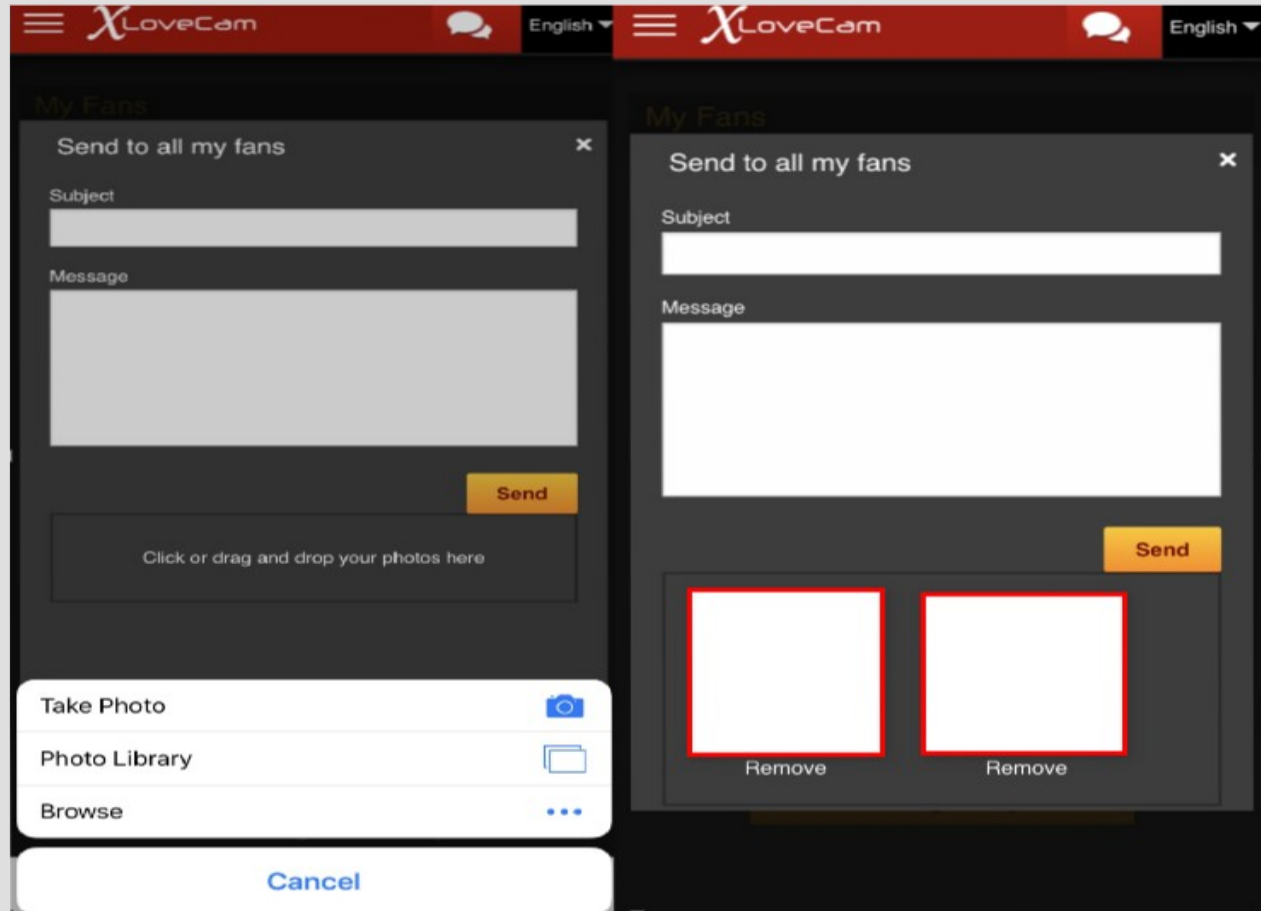 XLoveCam
English
My Fans
Send to all my fans
×
Subject
Message
Send
Click or drag and drop your photos here
Take Photo
Photo Library
Browse
Cancel
XLoveCam
English
My Fans
Send to all my fans
×
Subject
Message
Send
Remove Remove